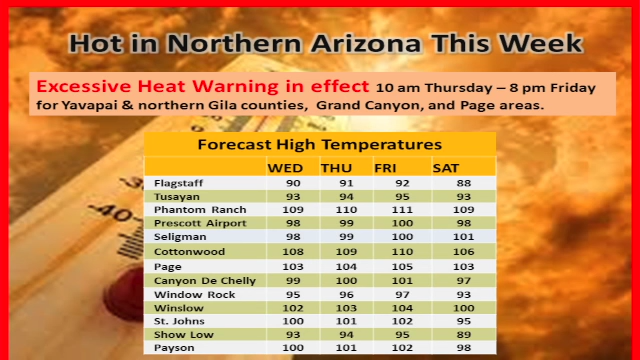 Hot in Northern Arizona This Week
Excessive Heat Warning in effect 10 am Thursday – 8 pm Friday
for Yavapai & northern Gila counties, Grand Canyon, and Page areas.
Forecast High Temperatures
WED THU FRI SAT
Flagstaff 90 91 92 88
Tusayan 93 94 95 93
Phantom Ranch 109 110 111 109
Prescott Airport 98 99 100 98
Seligman 98 99 100 101
Cottonwood 108 109 110 106
Page 103 104 105 103
Canyon De Chelly 99 100 101 97
Window Rock 95 96 97 93
Winslow 102 103 104 100
St. Johns 100 101 102 95
Show Low 93 94 95 89
Payson 100 101 102 98
-40